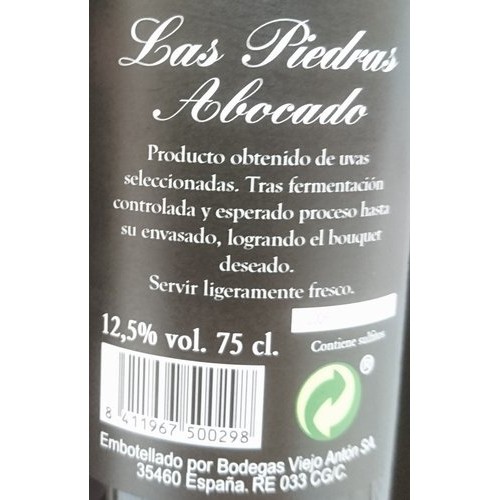 Las Piedras
Abocado
Producto obtenido de uvas
seleccionadas. Tras fermentación
controlada y esperado proceso hasta
su envasado, logrando el bouquet
deseado.
Servir ligeramente fresco.
12,5% vol. 75 cl.
Contiene sulfitos
®
8 411967 500298
Embotellado por Bodegas Viejo Antón SA
35460 España. RE 033 CG/C.